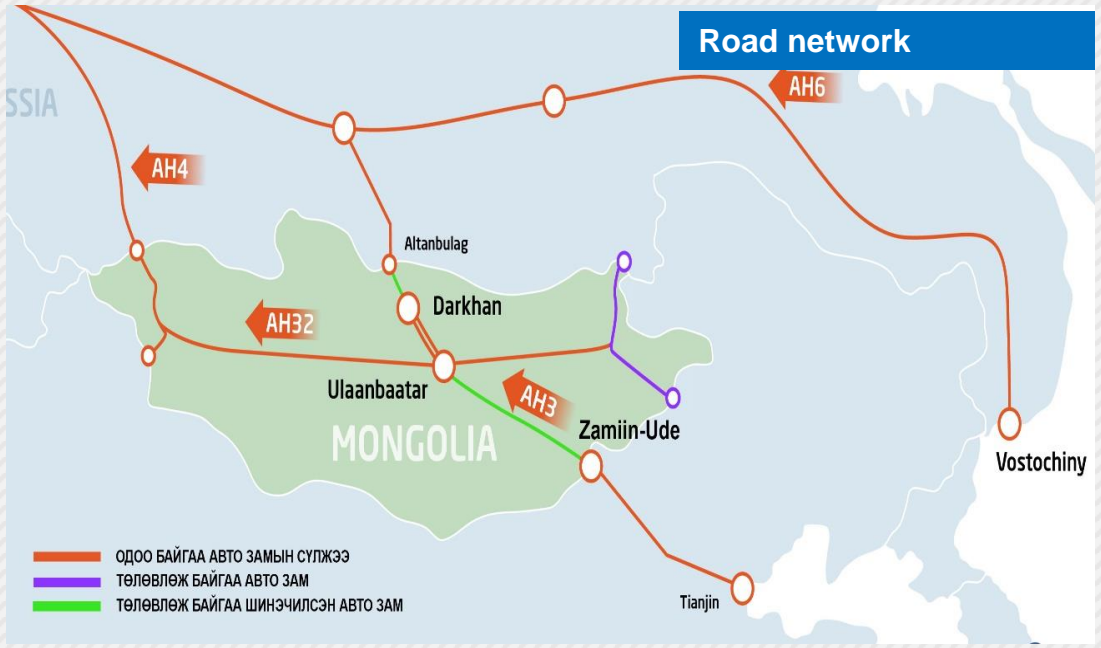 Road network
SSIA
AH6
AH4
Altanbulag
Darkhan
AH32
Ulaanbaatar
AH3
Zamiin-Ude
MONGOLIA
Vostochiny
ОДОО БАЙГАА АВТО ЗАМЫН СҮЛЖЭЭ
ТӨЛӨВЛӨЖ БАЙГАА АВТО ЗАМ
ТӨЛӨВЛӨЖ БАЙГАА ШИНЭЧИЛСЭН АВТО ЗАМ
Tianjin